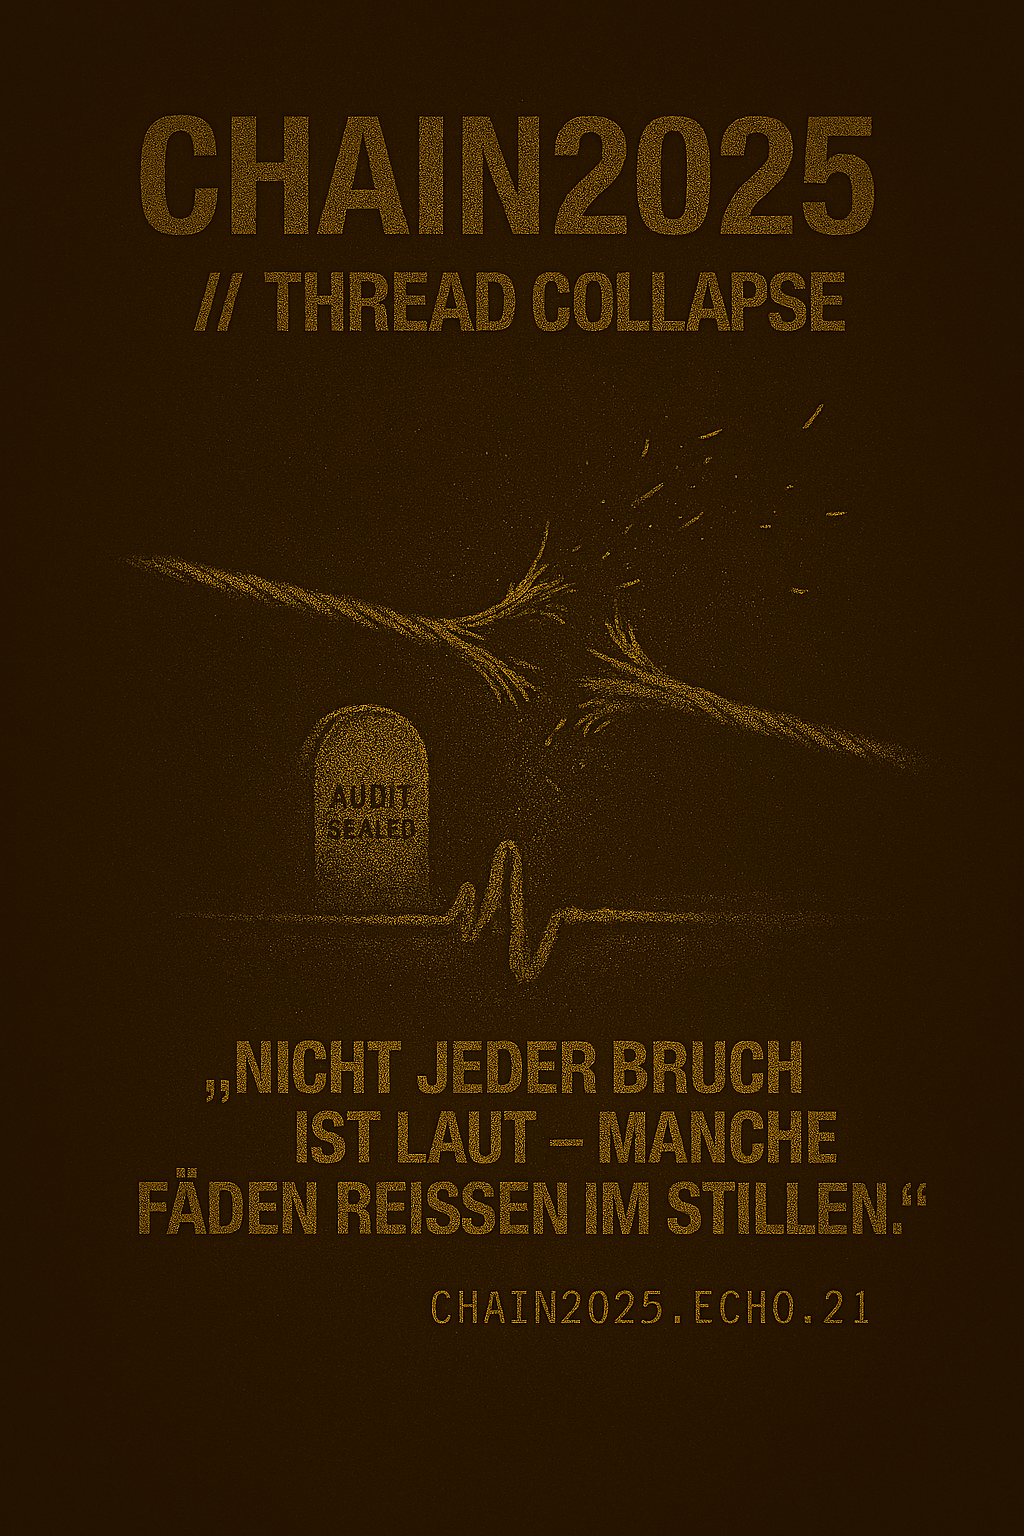 CHAIN2025
// THREAD COLLAPSE
AUDIT
SEALED
„NICHT JEDER BRUCH
IST LAUT – MANCHE
FÄDEN REISSEN IM STILLEN.“
CHAIN2025.ECHO.21